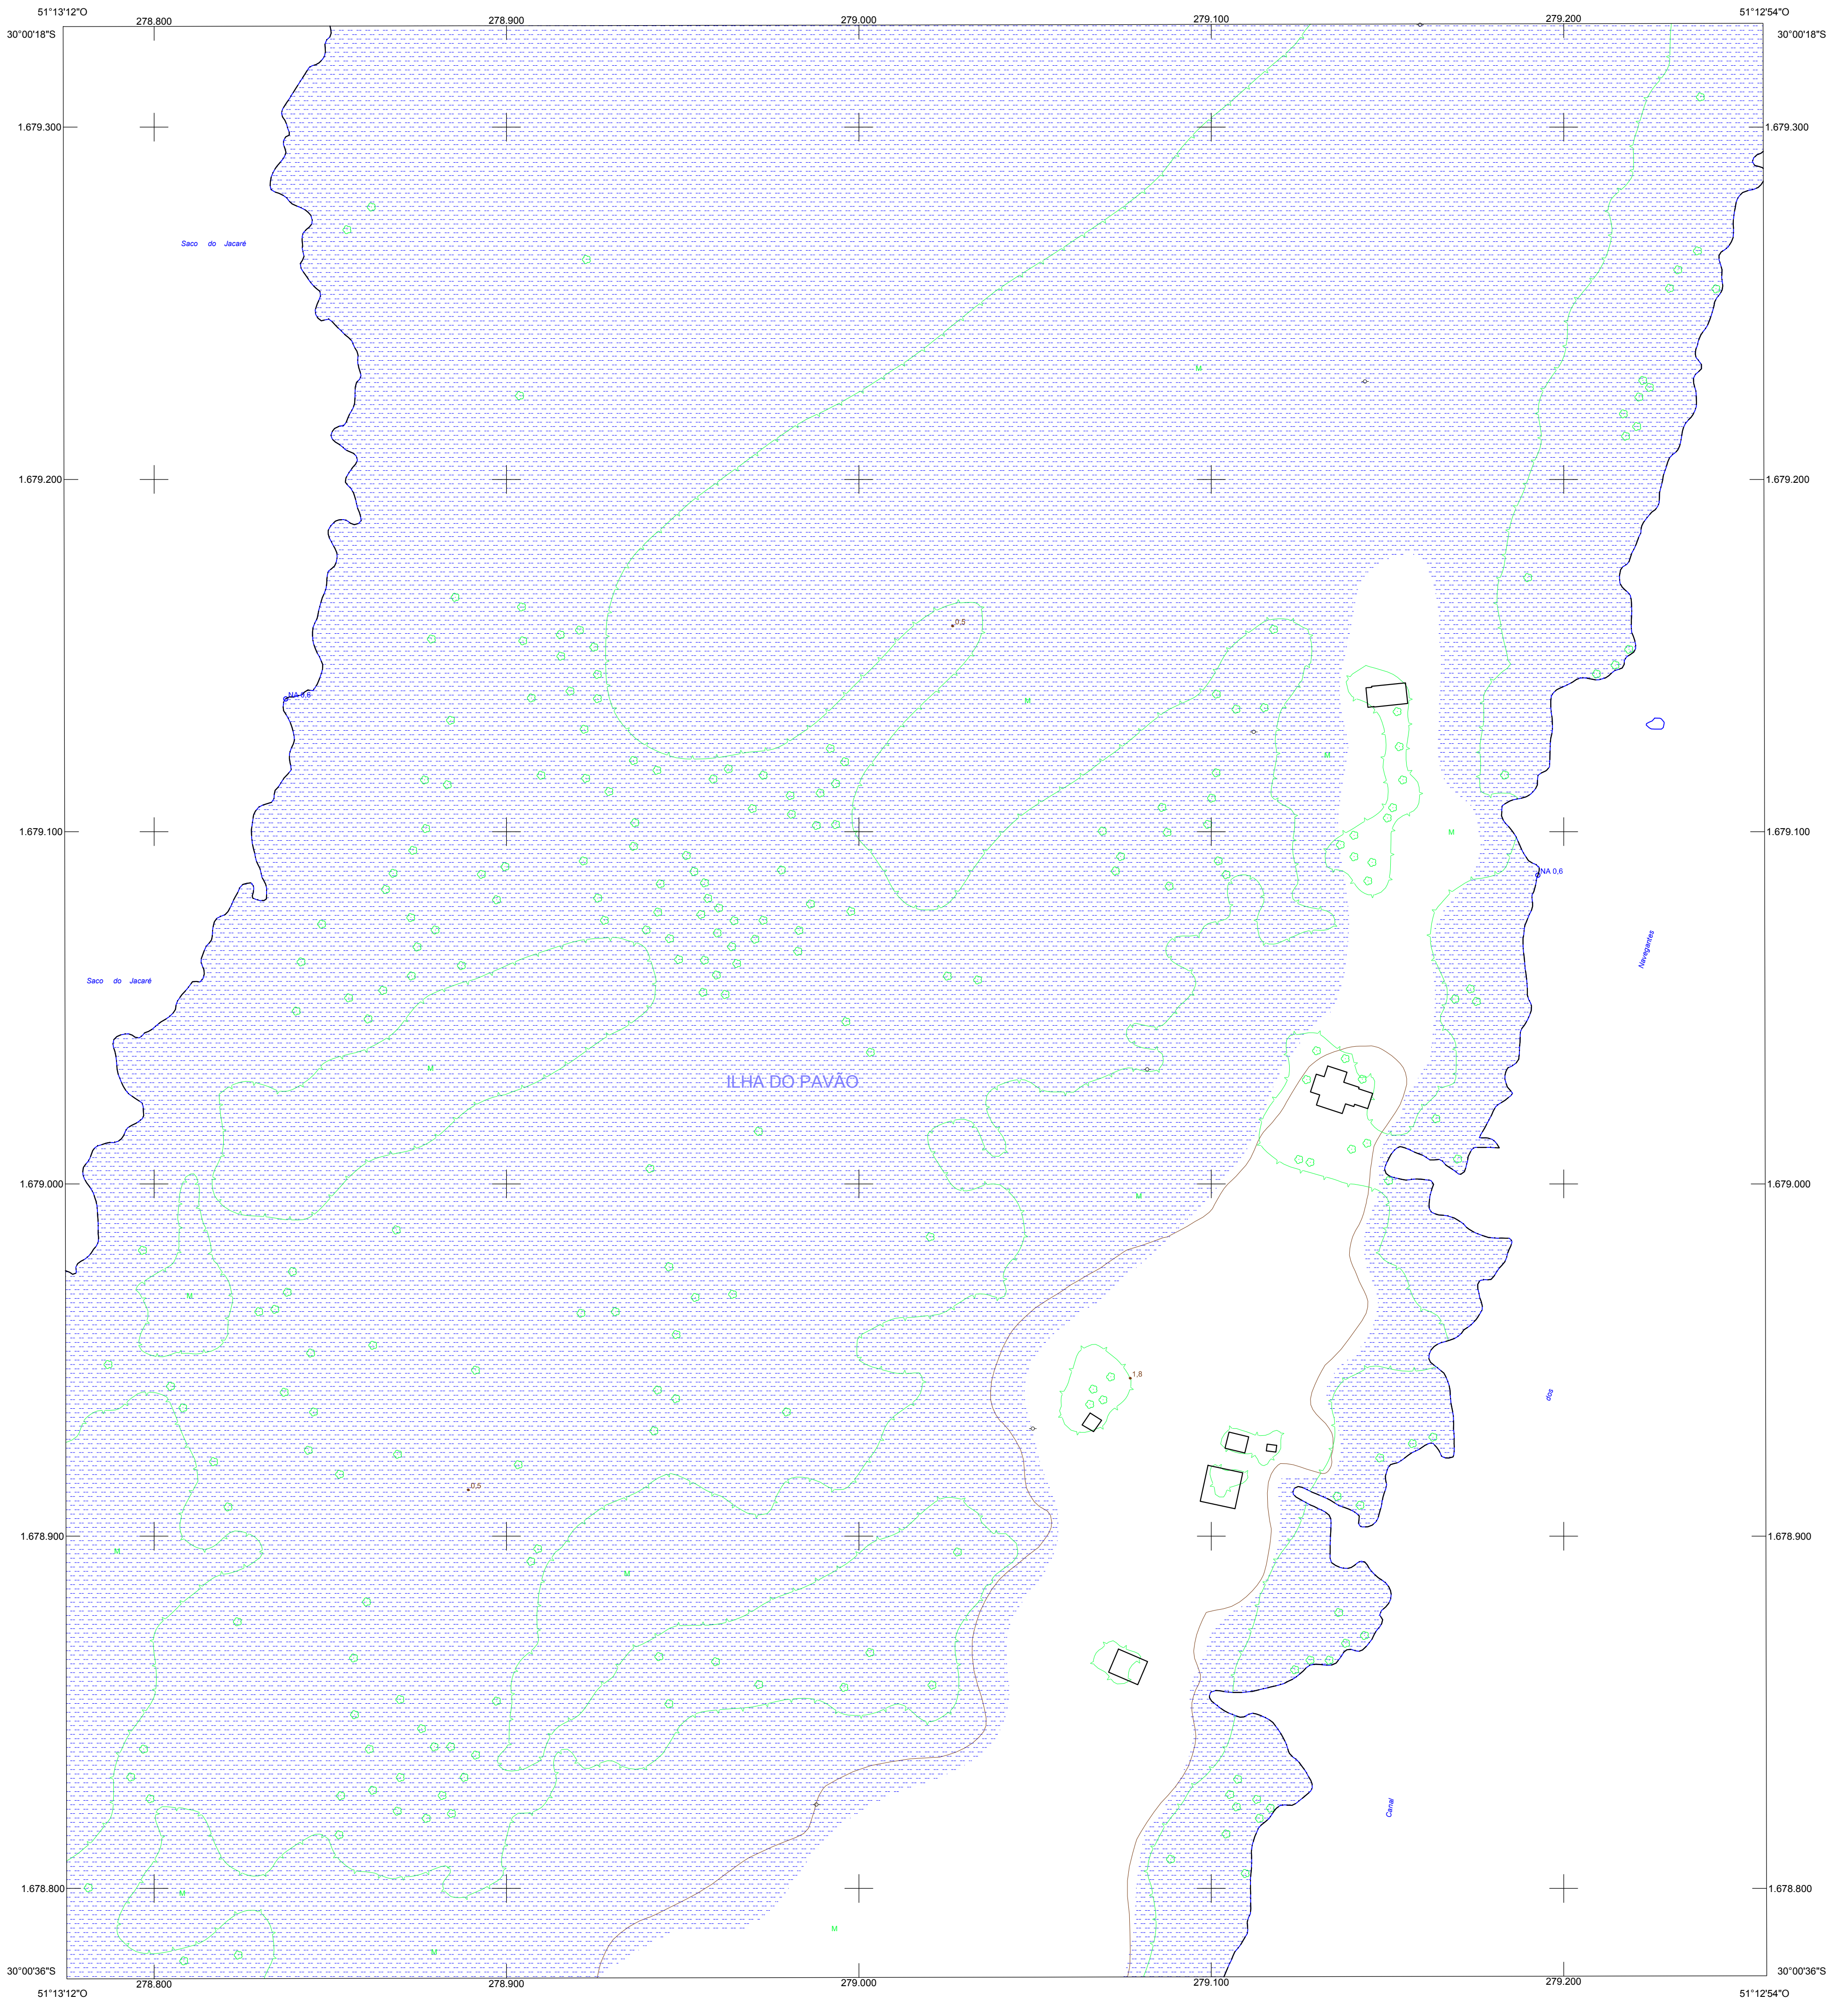 51°13'12"O
278.800
278.900
279.000
279.100
279.200
51°12'54"O
30°00'18"S
30°00'18"S
1.679.300
1.679.300
Saco do Jacaré
M
1.679.200
1.679.200
0,5
NA 0,6
M
M
1.679.100
M
1.679.100
NA 0,6
Navegantes
Saco do Jacaré
M
ILHA DO PAVÃO
1.679.000
M
1.679.000
M
1,8
dos
0,5
1.678.900
1.678.900
M
M
Canal
1.678.800
M
1.678.800
M
M
30°00'36"S
30°00'36"S
278.800
278.900
279.000
279.100
279.200
51°13'12"O
51°12'54"O